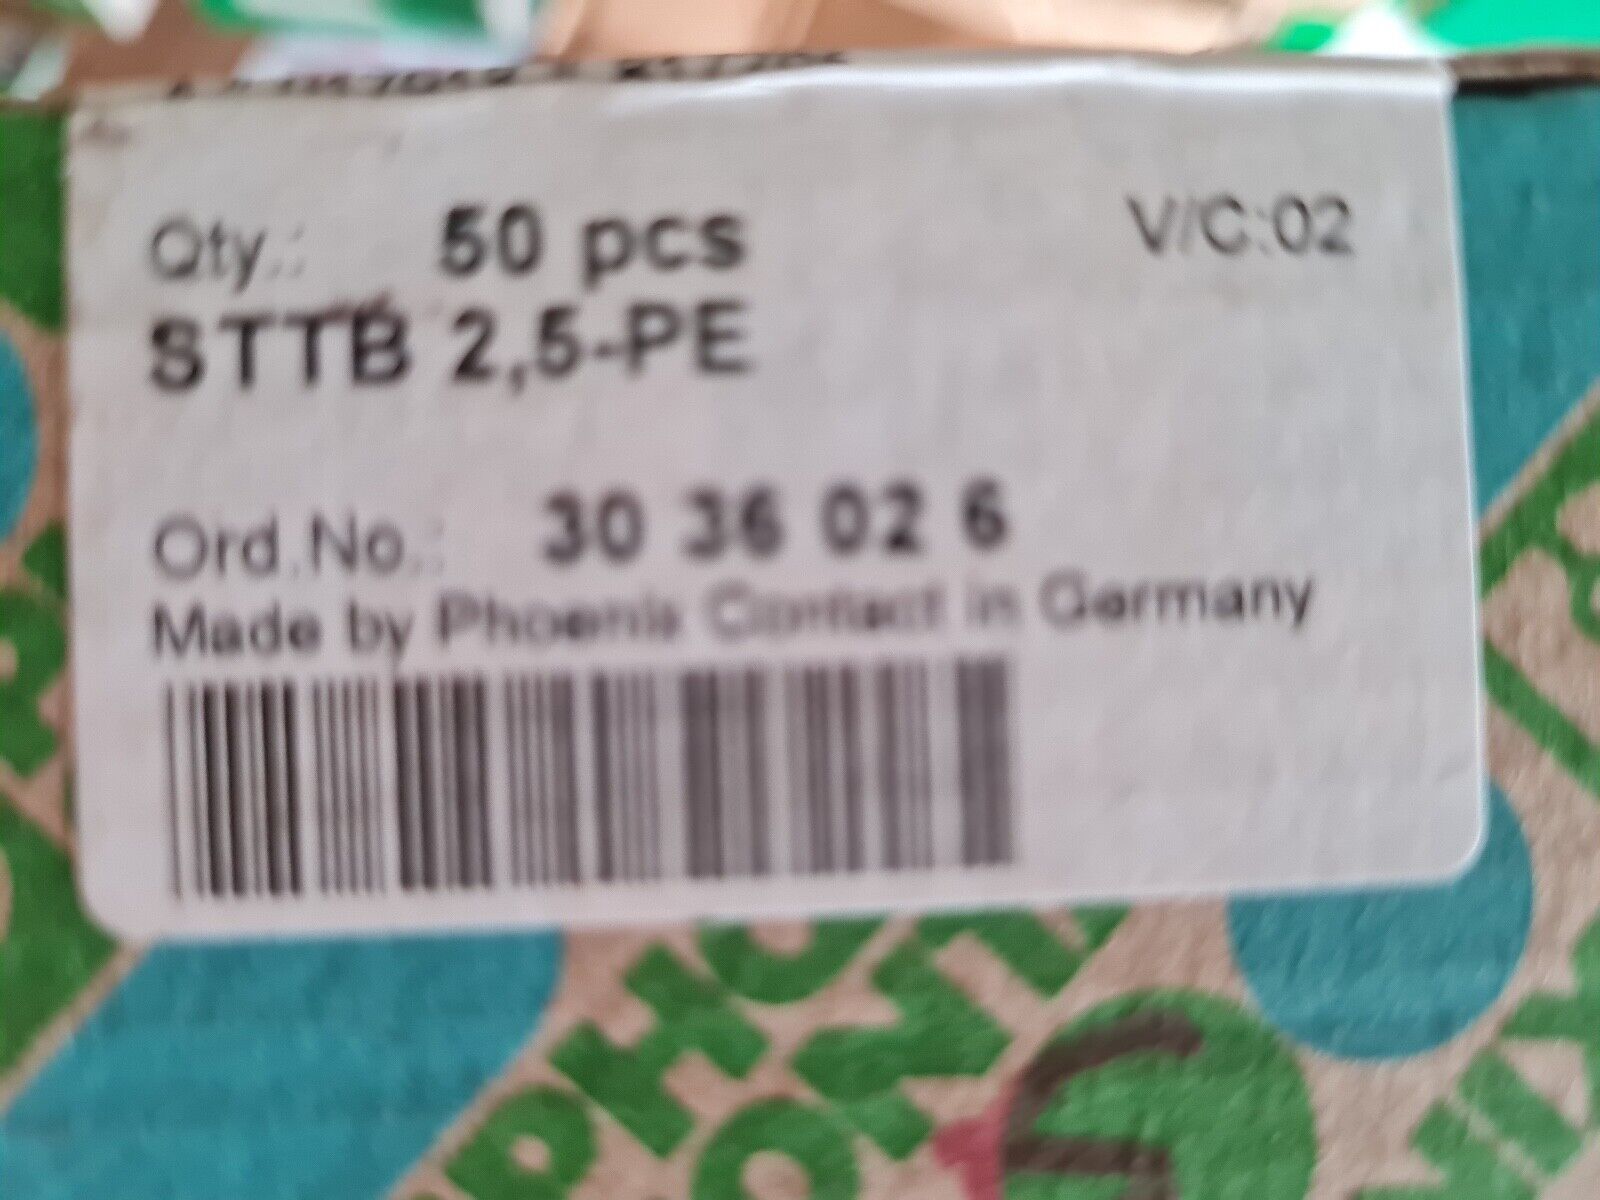 Qty.: 50 pcs V/C:02
STTB 2,5-PE
Ord.No.: 30 36 02 6
Made by Phoenix Contact in Germany
PHO